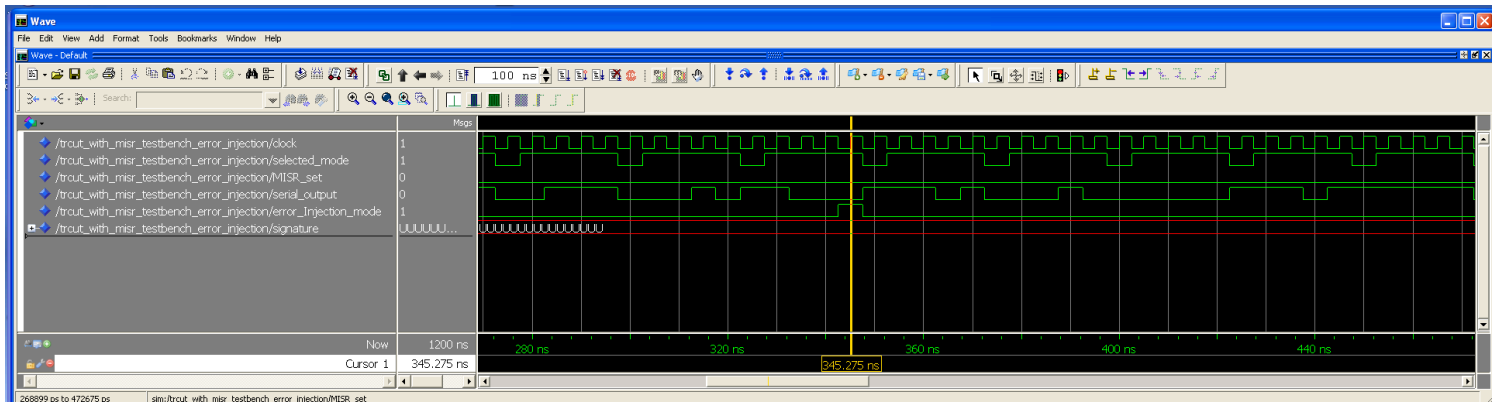 Wave
File Edit View Add Format Tools Bookmarks Window Help
Wave - Default
100 ns
Search:
Msgs
/trcut_with_misr_testbench_error_injection/clock 1
/trcut_with_misr_testbench_error_injection/selected_mode 1
/trcut_with_misr_testbench_error_injection/MISR_set 0
/trcut_with_misr_testbench_error_injection/serial_output 0
/trcut_with_misr_testbench_error_injection/error_Injection_mode 1
/trcut_with_misr_testbench_error_injection/signature UUUUUU... UUUUUUUUUUUUUUUU
Now 1200 ns 280 ns 320 ns 360 ns 400 ns 440 ns
Cursor 1 345.275 ns 345.275 ns
268899 ps to 472675 ps sim:/trcut_with_misr_testbench_error_injection/MISR_set